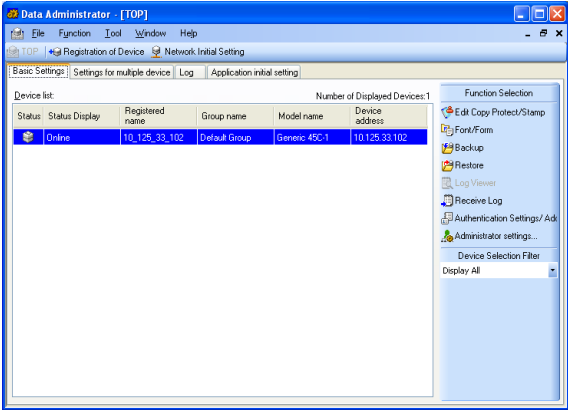 Data Administrator - [TOP]
File Function Tool Window Help
TOP Registration of Device Network Initial Setting
Basic Settings Settings for multiple device Log Application initial setting
Device list: Number of Displayed Devices:1
Status Status Display Registered name Group name Model name Device address
Online 10_125_33_102 Default Group Generic 45C-1 10.125.33.102
Function Selection
Edit Copy Protect/Stamp
Font/Form
Backup
Restore
Log Viewer
Receive Log
Authentication Settings/Add
Administrator settings...
Device Selection Filter
Display All